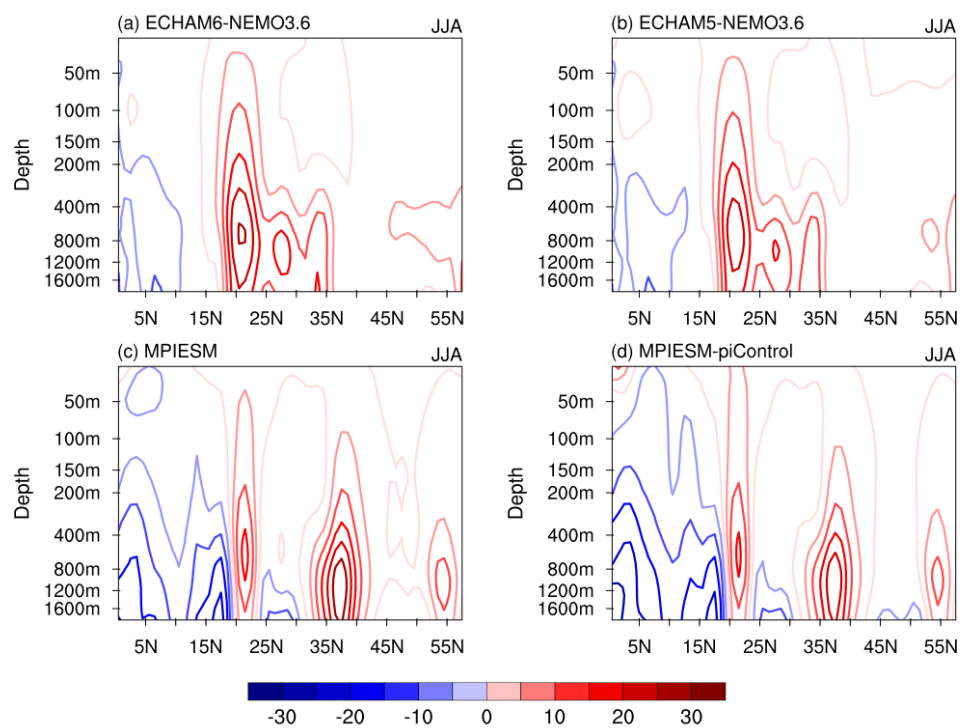 (a) ECHAM6-NEMO3.6 JJA
(b) ECHAM5-NEMO3.6 JJA
Depth
50m
100m
150m
200m
400m
800m
1200m
1600m
5N 15N 25N 35N 45N 55N
Depth
50m
100m
150m
200m
400m
800m
1200m
1600m
5N 15N 25N 35N 45N 55N
(c) MPIESM JJA
(d) MPIESM-piControl JJA
Depth
50m
100m
150m
200m
400m
800m
1200m
1600m
5N 15N 25N 35N 45N 55N
Depth
50m
100m
150m
200m
400m
800m
1200m
1600m
5N 15N 25N 35N 45N 55N
-30 -20 -10 0 10 20 30